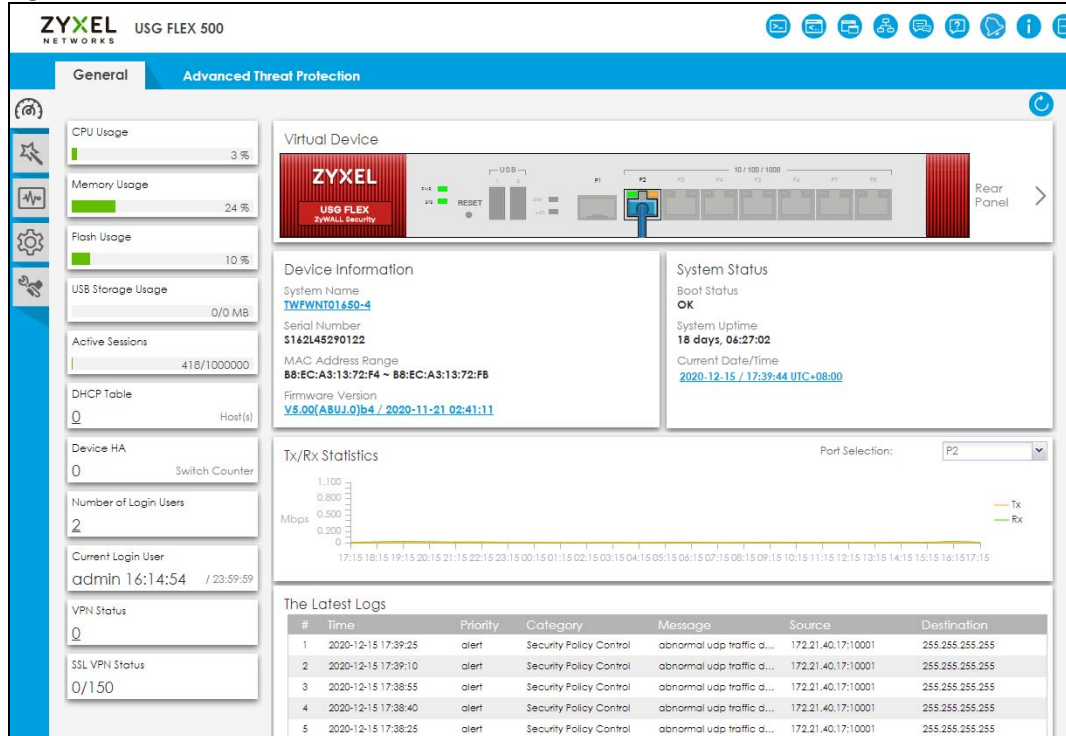 ZYXEL
NETWORKS
USG FLEX 500
General
Advanced Threat Protection
CPU Usage
3 %
Memory Usage
24 %
Flash Usage
10 %
USB Storage Usage
0/0 MB
Active Sessions
418/1000000
DHCP Table
0 Host(s)
Device HA
0 Switch Counter
Number of Login Users
2
Current Login User
admin 16:14:54 / 23:59:59
VPN Status
0
SSL VPN Status
0/150
Virtual Device
ZYXEL
USG FLEX
ZyWALL Security
PWR
SYS
RESET
USB
1 2
10 / 100 / 1000
P1 P2 P3 P4 P5 P6 P7 P8
Rear
Panel
Device Information
System Name
TWFWNT01650-4
Serial Number
S162L45290122
MAC Address Range
B8:EC:A3:13:72:F4 ~ B8:EC:A3:13:72:FB
Firmware Version
V5.00(ABUJ.0)b4 / 2020-11-21 02:41:11
System Status
Boot Status
OK
System Uptime
18 days, 06:27:02
Current Date/Time
2020-12-15 / 17:39:44 UTC+08:00
Tx/Rx Statistics
Port Selection: P2
1.100
0.800
Mbps 0.500
0.200
0
Tx
Rx
17:15 18:15 19:15 20:15 21:15 22:15 23:15 00:15 01:15 02:15 03:15 04:15 05:15 06:15 07:15 08:15 09:15 10:15 11:15 12:15 13:15 14:15 15:15 16:15 17:15
The Latest Logs
# Time Priority Category Message Source Destination
1 2020-12-15 17:39:25 alert Security Policy Control abnormal udp traffic d... 172.21.40.17:10001 255.255.255.255
2 2020-12-15 17:39:10 alert Security Policy Control abnormal udp traffic d... 172.21.40.17:10001 255.255.255.255
3 2020-12-15 17:38:55 alert Security Policy Control abnormal udp traffic d... 172.21.40.17:10001 255.255.255.255
4 2020-12-15 17:38:40 alert Security Policy Control abnormal udp traffic d... 172.21.40.17:10001 255.255.255.255
5 2020-12-15 17:38:25 alert Security Policy Control abnormal udp traffic d... 172.21.40.17:10001 255.255.255.255